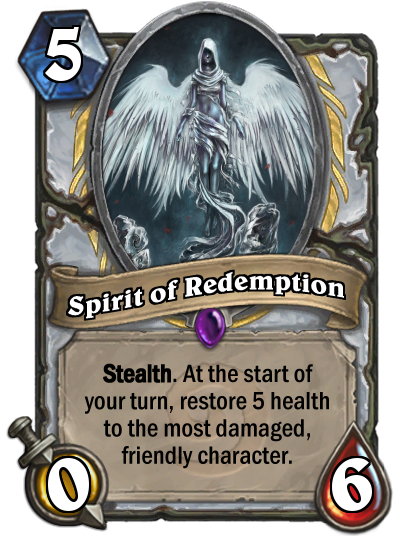 5
Spirit of Redemption
Stealth. At the start of
your turn, restore 5 health
to the most damaged,
friendly character.
0
6